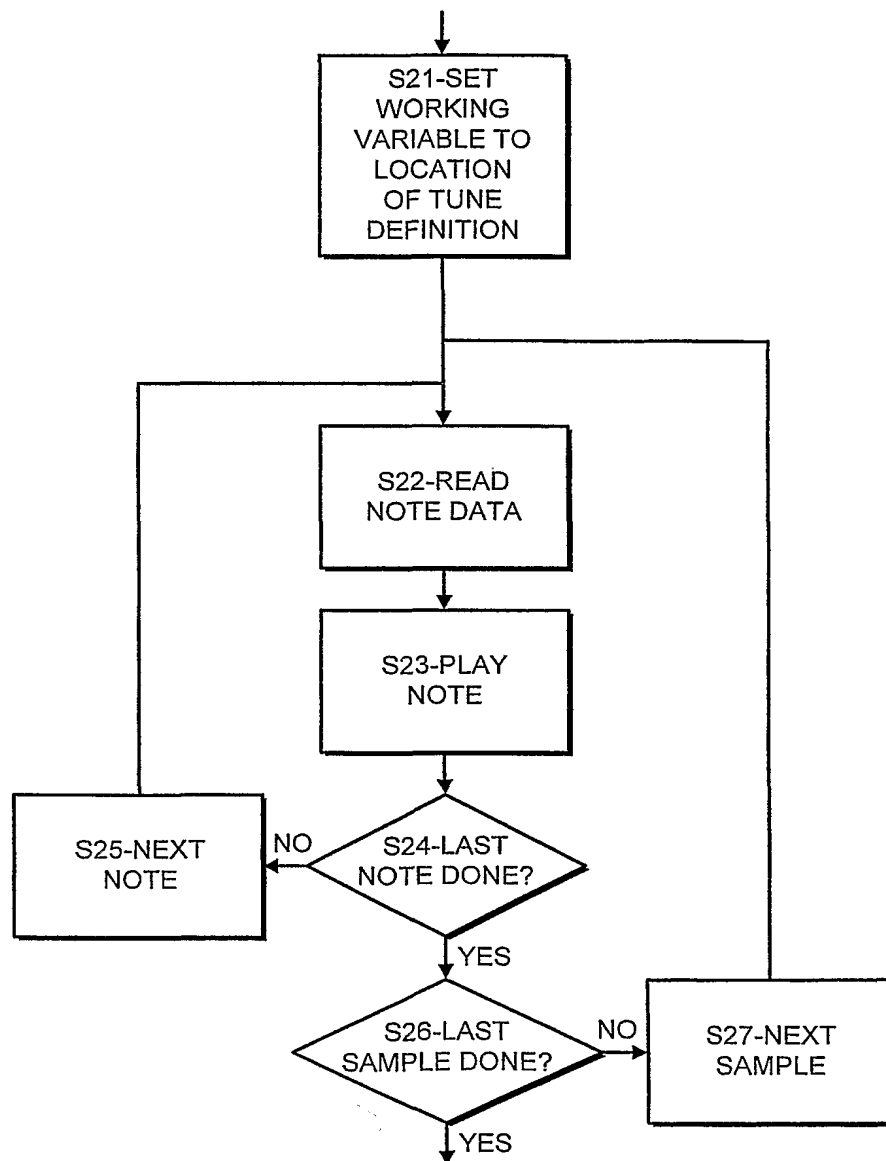 S21-SET
WORKING
VARIABLE TO
LOCATION
OF TUNE
DEFINITION
S22-READ
NOTE DATA
S23-PLAY
NOTE
S25-NEXT
NOTE
NO
S24-LAST
NOTE DONE?
YES
S26-LAST
SAMPLE DONE?
NO
S27-NEXT
SAMPLE
YES